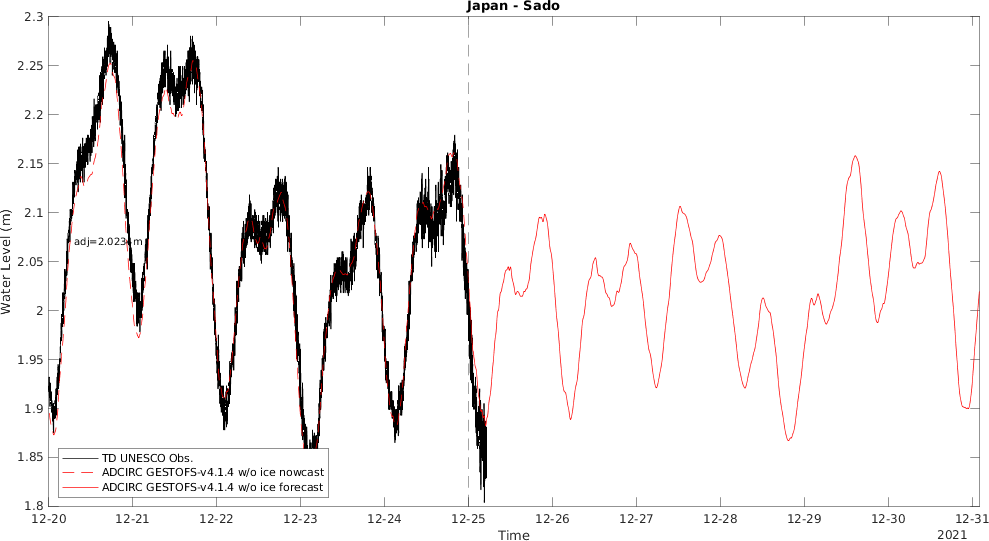 Japan - Sado
Water Level (m)
2.3
2.25
2.2
2.15
2.1
2.05
2
1.95
1.9
1.85
1.8
TD UNESCO Obs.
ADCIRC GESTOFS-v4.1.4 w/o ice nowcast
ADCIRC GESTOFS-v4.1.4 w/o ice forecast
12-20 12-21 12-22 12-23 12-24 12-25 12-26 12-27 12-28 12-29 12-30 12-31
Time
2021